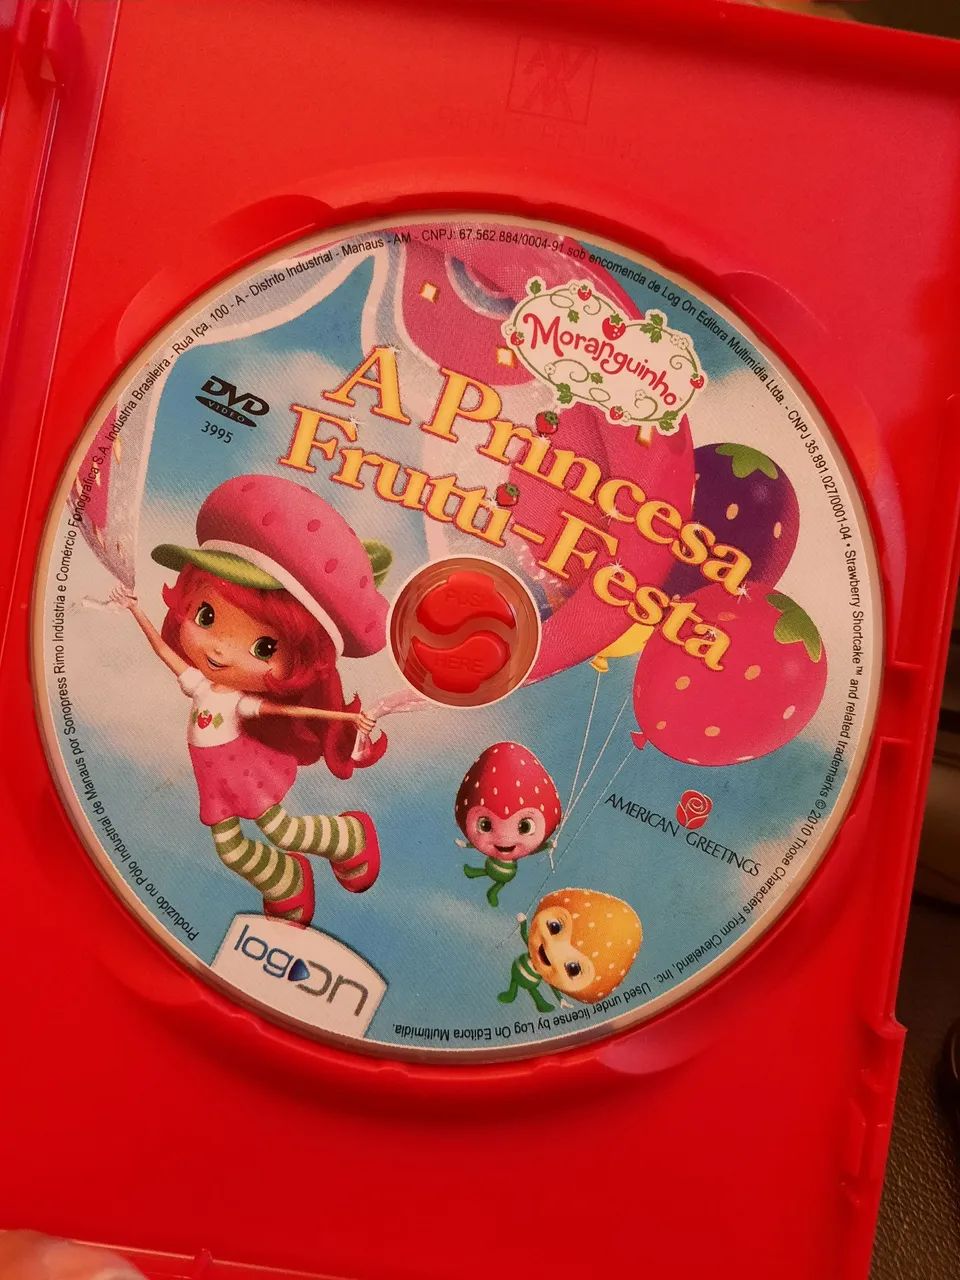 Moranguinho
A Princesa
Frutti-Festa
DVD
VIDEO
3995
PUSH
HERE
AMERICAN GREETINGS
logon
Produzido no Pólo Industrial de Manaus por Sonopress Rimo Indústria e Comércio Fonográfica S.A. Indústria Brasileira - Rua Iça, 100 - A - Distrito Industrial - Manaus - AM - CNPJ: 67.562.884/0004-91 sob encomenda de Log On Editora Multimídia Ltda. - CNPJ 35.891.027/0001-04 • Strawberry Shortcake™ and related trademarks © 2010 Those Characters From Cleveland, Inc. Used under license by Log On Editora Multimídia.